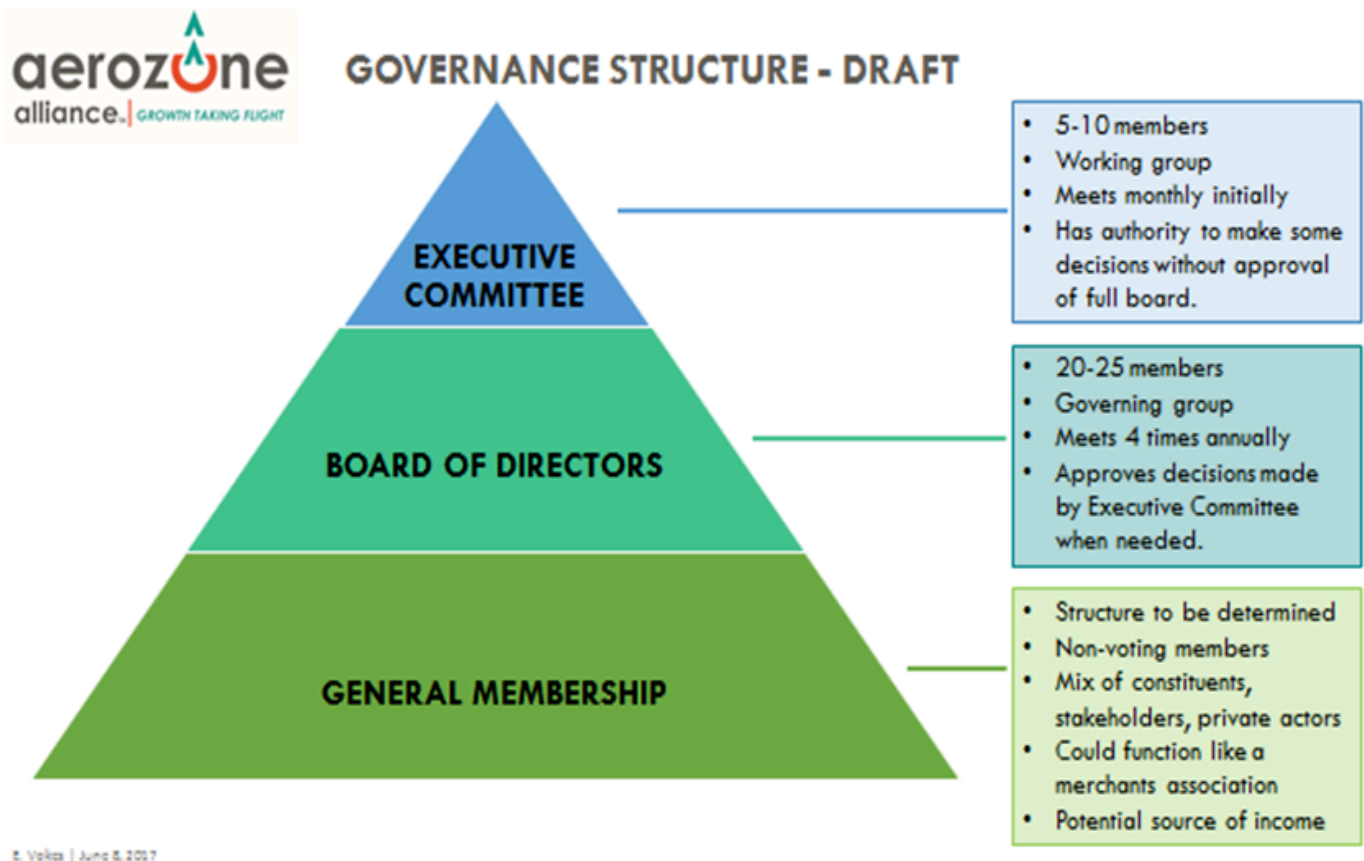 aerozone
alliance™ | GROWTH TAKING FLIGHT
GOVERNANCE STRUCTURE - DRAFT
EXECUTIVE
COMMITTEE
• 5-10 members
• Working group
• Meets monthly initially
• Has authority to make some
decisions without approval
of full board.
BOARD OF DIRECTORS
• 20-25 members
• Governing group
• Meets 4 times annually
• Approves decisions made
by Executive Committee
when needed.
GENERAL MEMBERSHIP
• Structure to be determined
• Non-voting members
• Mix of constituents,
stakeholders, private actors
• Could function like a
merchants association
• Potential source of income
| June 2017